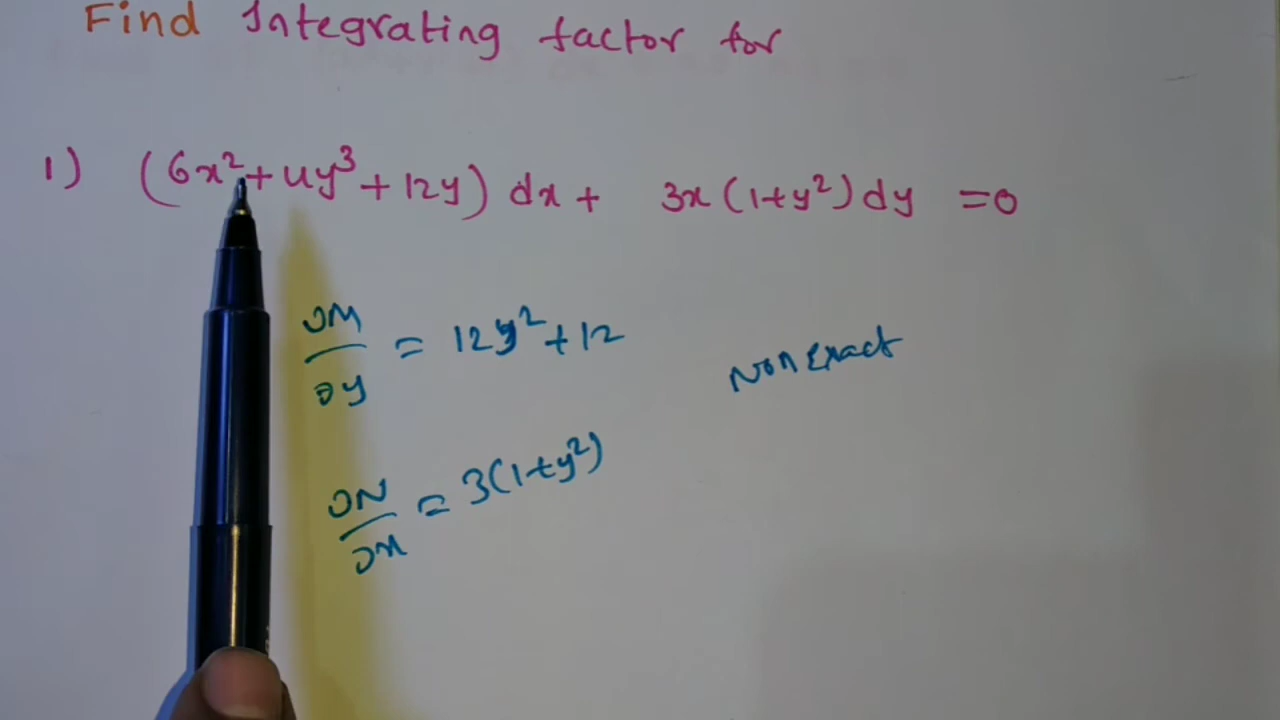 Find Integrating factor for
1) (6x²+4y³+12y) dx + 3x(1+y²)dy =0
∂M/∂y = 12y²+12
Non Exact
∂N/∂x = 3(1+y²)